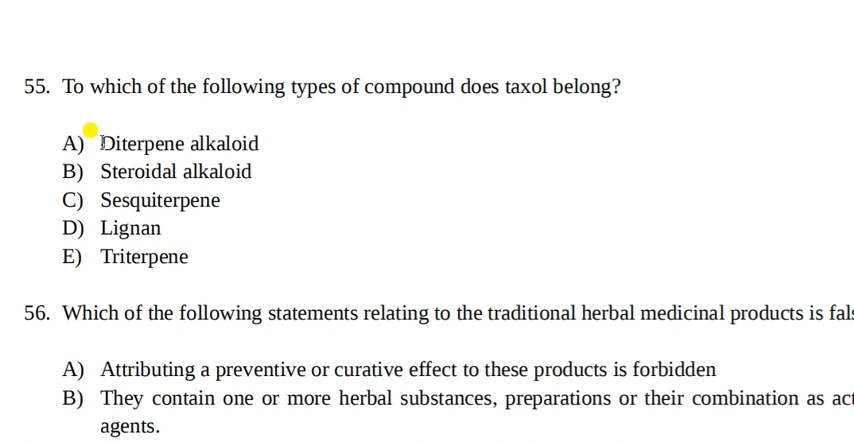 55. To which of the following types of compound does taxol belong?
A) Diterpene alkaloid
B) Steroidal alkaloid
C) Sesquiterpene
D) Lignan
E) Triterpene
56. Which of the following statements relating to the traditional herbal medicinal products is fals
A) Attributing a preventive or curative effect to these products is forbidden
B) They contain one or more herbal substances, preparations or their combination as act
agents.